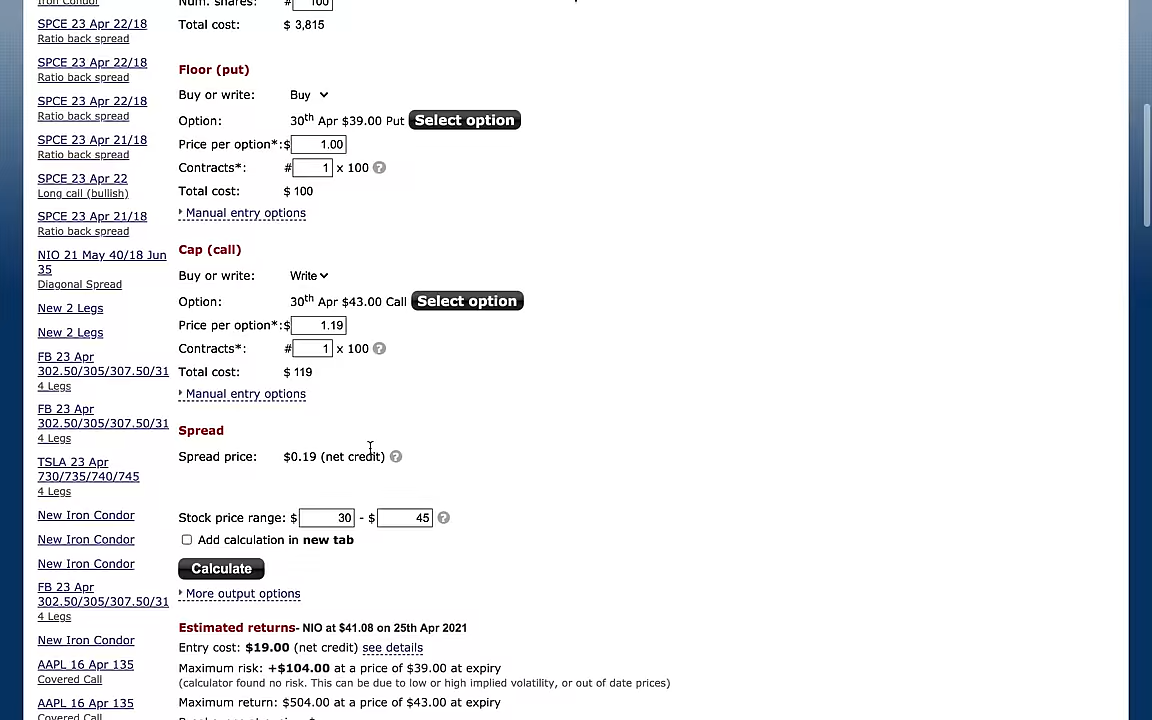 Iron Condor
SPCE 23 Apr 22/18
Ratio back spread
SPCE 23 Apr 22/18
Ratio back spread
SPCE 23 Apr 22/18
Ratio back spread
SPCE 23 Apr 21/18
Ratio back spread
SPCE 23 Apr 22
Long call (bullish)
SPCE 23 Apr 21/18
Ratio back spread
NIO 21 May 40/18 Jun
35
Diagonal Spread
New 2 Legs
New 2 Legs
FB 23 Apr
302.50/305/307.50/31
4 Legs
FB 23 Apr
302.50/305/307.50/31
4 Legs
TSLA 23 Apr
730/735/740/745
4 Legs
New Iron Condor
New Iron Condor
New Iron Condor
FB 23 Apr
302.50/305/307.50/31
4 Legs
New Iron Condor
AAPL 16 Apr 135
Covered Call
AAPL 16 Apr 135
Covered Call
Num. shares: # 100
Total cost: $ 3,815
Floor (put)
Buy or write: Buy
Option: 30th Apr $39.00 Put Select option
Price per option*: $ 1.00
Contracts*: # 1 x 100 ?
Total cost: $ 100
Manual entry options
Cap (call)
Buy or write: Write
Option: 30th Apr $43.00 Call Select option
Price per option*: $ 1.19
Contracts*: # 1 x 100 ?
Total cost: $ 119
Manual entry options
Spread
Spread price: $0.19 (net credit) ?
Stock price range: $ 30 - $ 45 ?
Add calculation in new tab
Calculate
More output options
Estimated returns- NIO at $41.08 on 25th Apr 2021
Entry cost: $19.00 (net credit) see details
Maximum risk: +$104.00 at a price of $39.00 at expiry
(calculator found no risk. This can be due to low or high implied volatility, or out of date prices)
Maximum return: $504.00 at a price of $43.00 at expiry